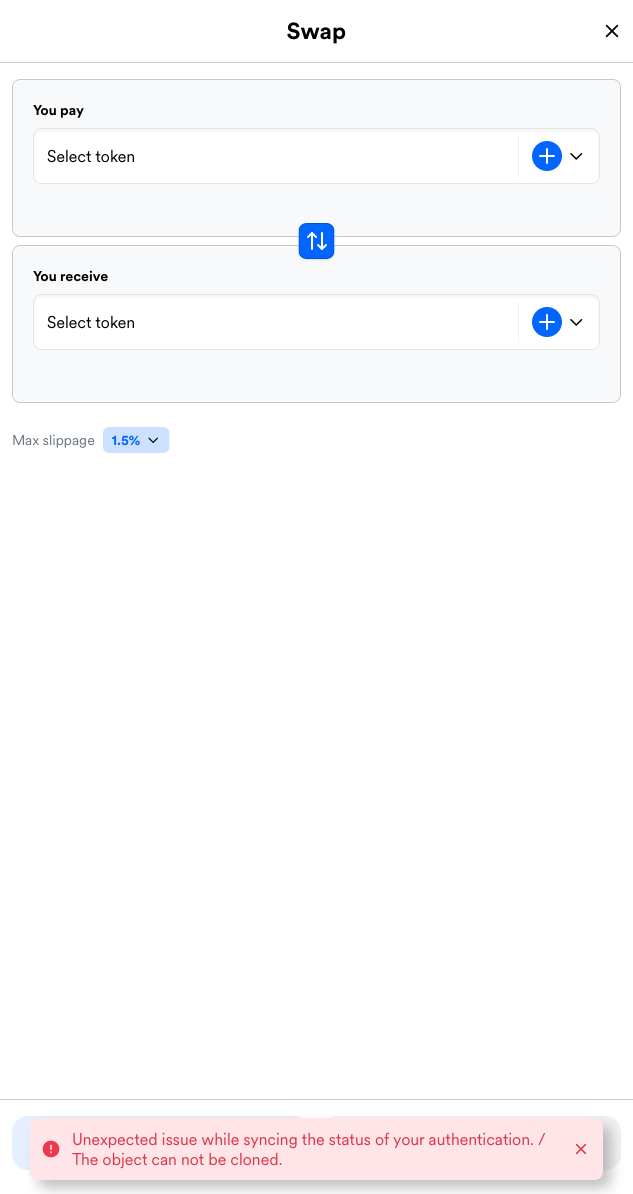 Swap
You pay
Select token
You receive
Select token
Max slippage 1.5%
Unexpected issue while syncing the status of your authentication. /
The object can not be cloned.